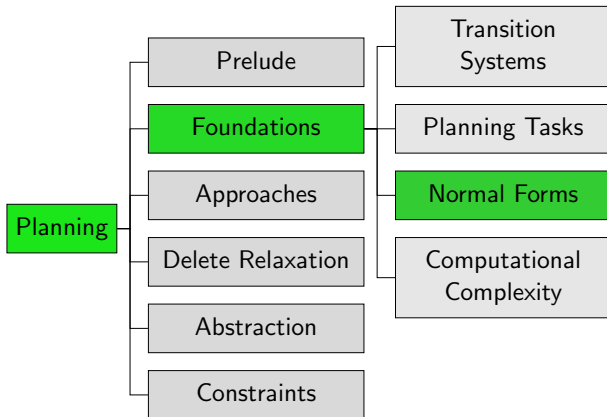 Planning
Prelude
Foundations
Approaches
Delete Relaxation
Abstraction
Constraints
Transition
Systems
Planning Tasks
Normal Forms
Computational
Complexity